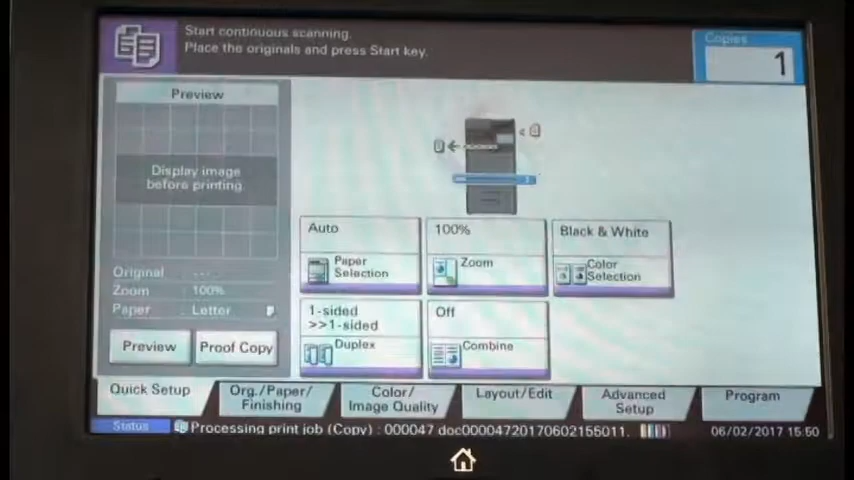 Start continuous scanning.
Place the originals and press Start key.
Copies
1
Preview
Display image
before printing.
Original : ---
Zoom : 100%
Paper : Letter
Preview
Proof Copy
Auto
Paper
Selection
100%
Zoom
Black & White
Color
Selection
1-sided
>>1-sided
Duplex
Off
Combine
Quick Setup
Org./Paper/
Finishing
Color/
Image Quality
Layout/Edit
Advanced
Setup
Program
Status
Processing print job (Copy) : 000047 doc00004720170602155011.
06/02/2017 15:50